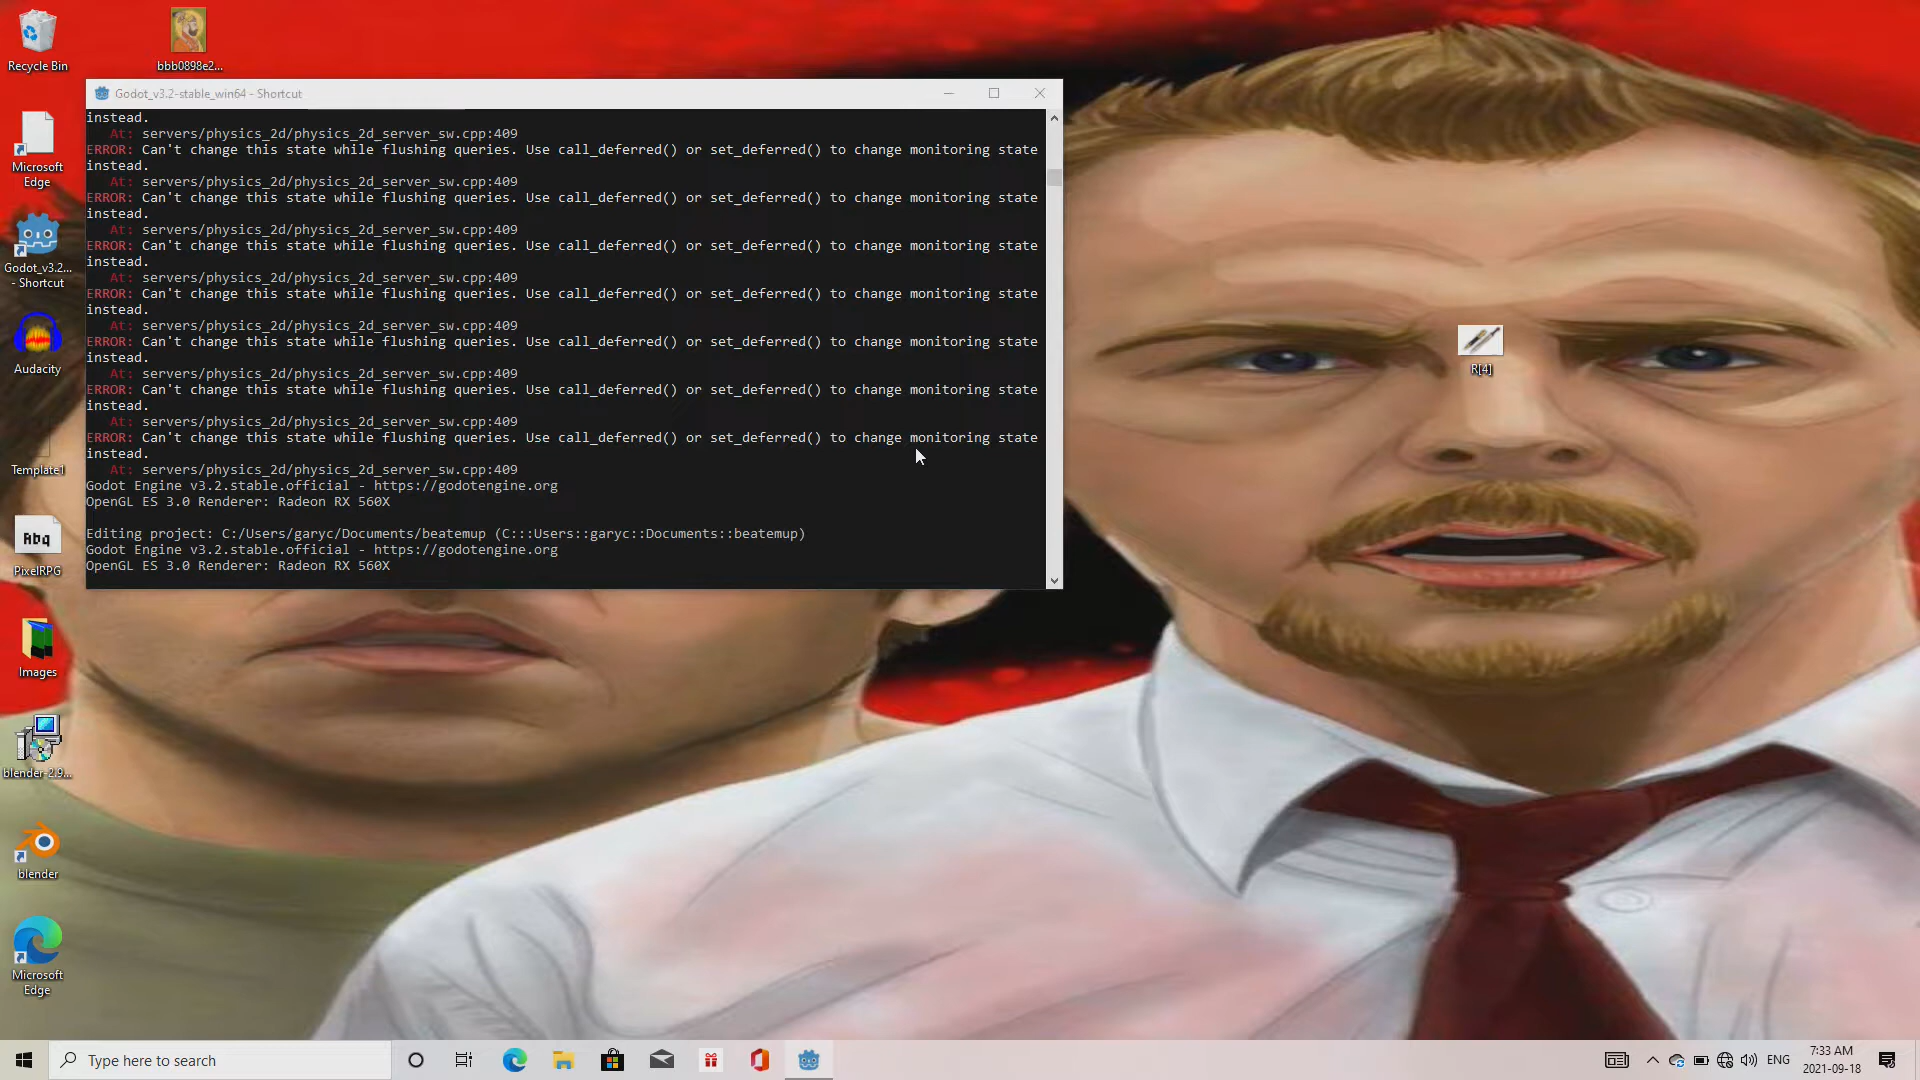 Recycle Bin
bbb0898e2...
Microsoft
Edge
Godot_v3.2...
- Shortcut
Audacity
Template1
Abq
PixelRPG
Images
blender-2.9...
blender
Microsoft
Edge
Godot_v3.2-stable_win64 - Shortcut
instead.
At: servers/physics_2d/physics_2d_server_sw.cpp:409
ERROR: Can't change this state while flushing queries. Use call_deferred() or set_deferred() to change monitoring state
instead.
At: servers/physics_2d/physics_2d_server_sw.cpp:409
ERROR: Can't change this state while flushing queries. Use call_deferred() or set_deferred() to change monitoring state
instead.
At: servers/physics_2d/physics_2d_server_sw.cpp:409
ERROR: Can't change this state while flushing queries. Use call_deferred() or set_deferred() to change monitoring state
instead.
At: servers/physics_2d/physics_2d_server_sw.cpp:409
ERROR: Can't change this state while flushing queries. Use call_deferred() or set_deferred() to change monitoring state
instead.
At: servers/physics_2d/physics_2d_server_sw.cpp:409
ERROR: Can't change this state while flushing queries. Use call_deferred() or set_deferred() to change monitoring state
instead.
At: servers/physics_2d/physics_2d_server_sw.cpp:409
ERROR: Can't change this state while flushing queries. Use call_deferred() or set_deferred() to change monitoring state
instead.
At: servers/physics_2d/physics_2d_server_sw.cpp:409
ERROR: Can't change this state while flushing queries. Use call_deferred() or set_deferred() to change monitoring state
instead.
At: servers/physics_2d/physics_2d_server_sw.cpp:409
Godot Engine v3.2.stable.official - https://godotengine.org
OpenGL ES 3.0 Renderer: Radeon RX 560X
Editing project: C:/Users/garyc/Documents/beatemup (C:::Users::garyc::Documents::beatemup)
Godot Engine v3.2.stable.official - https://godotengine.org
OpenGL ES 3.0 Renderer: Radeon RX 560X
R[4]
Type here to search
ENG
7:33 AM
2021-09-18